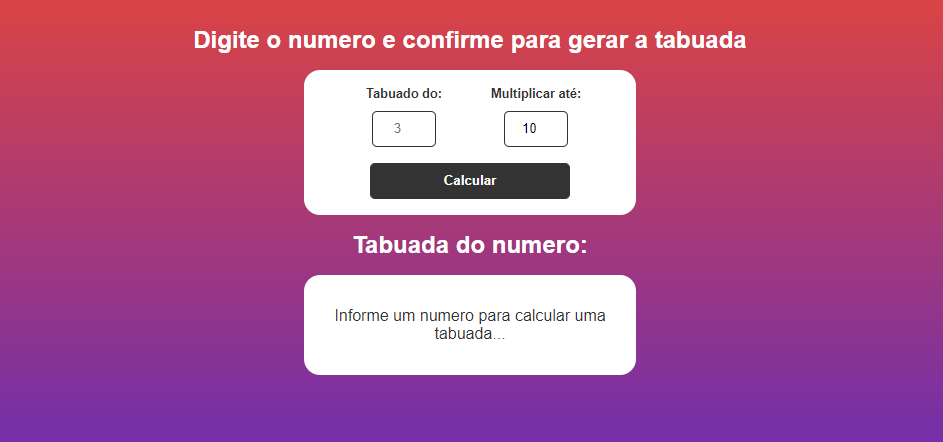 Digite o numero e confirme para gerar a tabuada
Tabuado do: Multiplicar até:
3 10
Calcular
Tabuada do numero:
Informe um numero para calcular uma
tabuada...